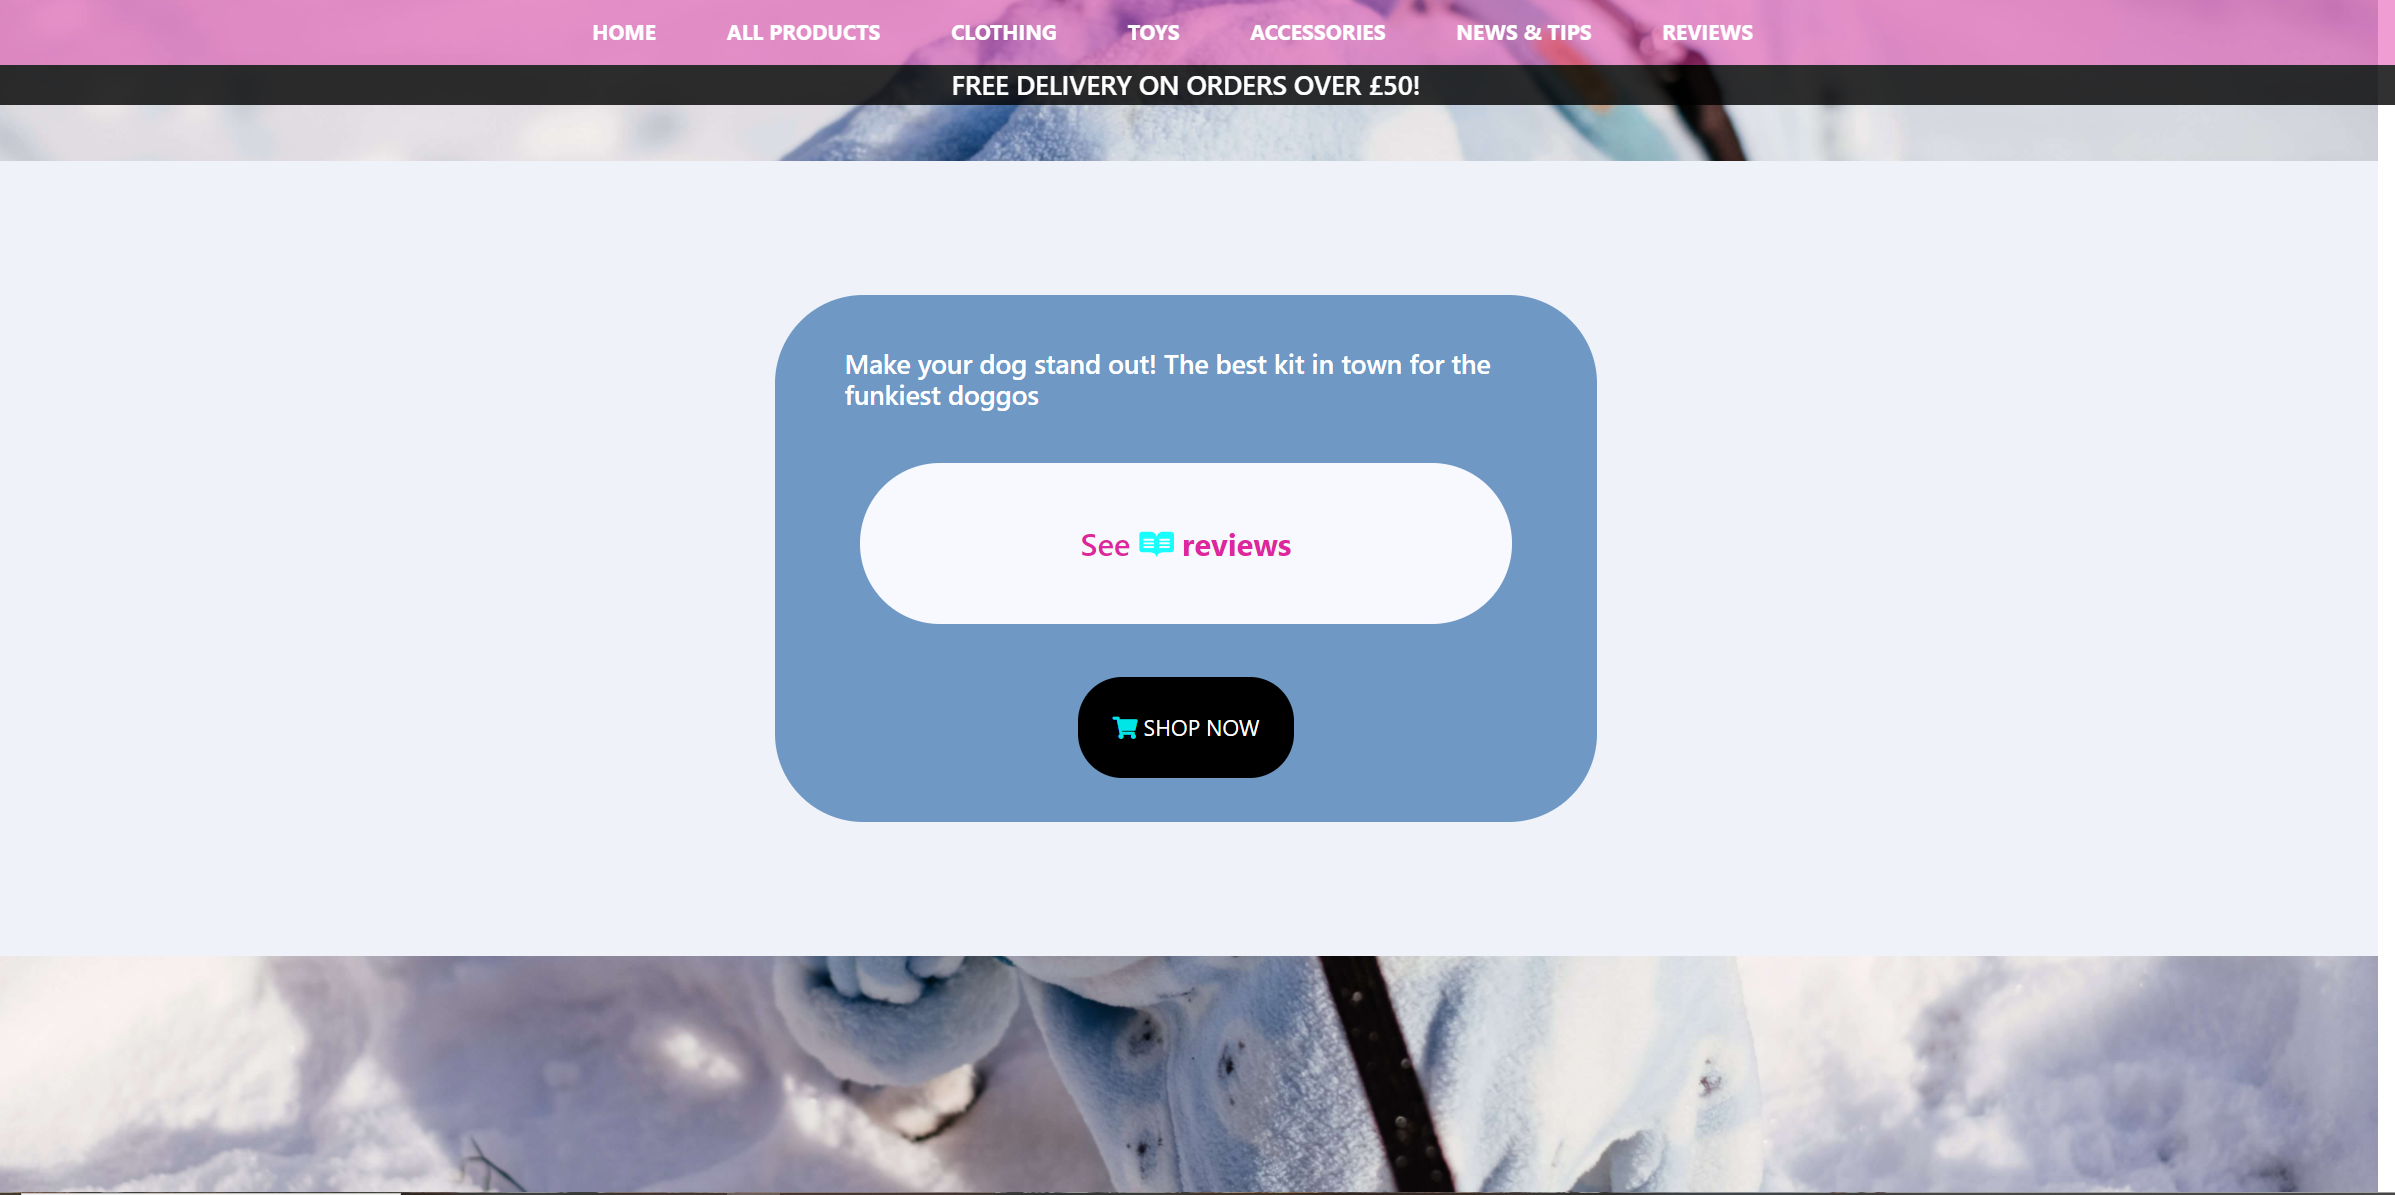 HOME ALL PRODUCTS CLOTHING TOYS ACCESSORIES NEWS & TIPS REVIEWS
FREE DELIVERY ON ORDERS OVER £50!
Make your dog stand out! The best kit in town for the
funkiest doggos
See reviews
SHOP NOW